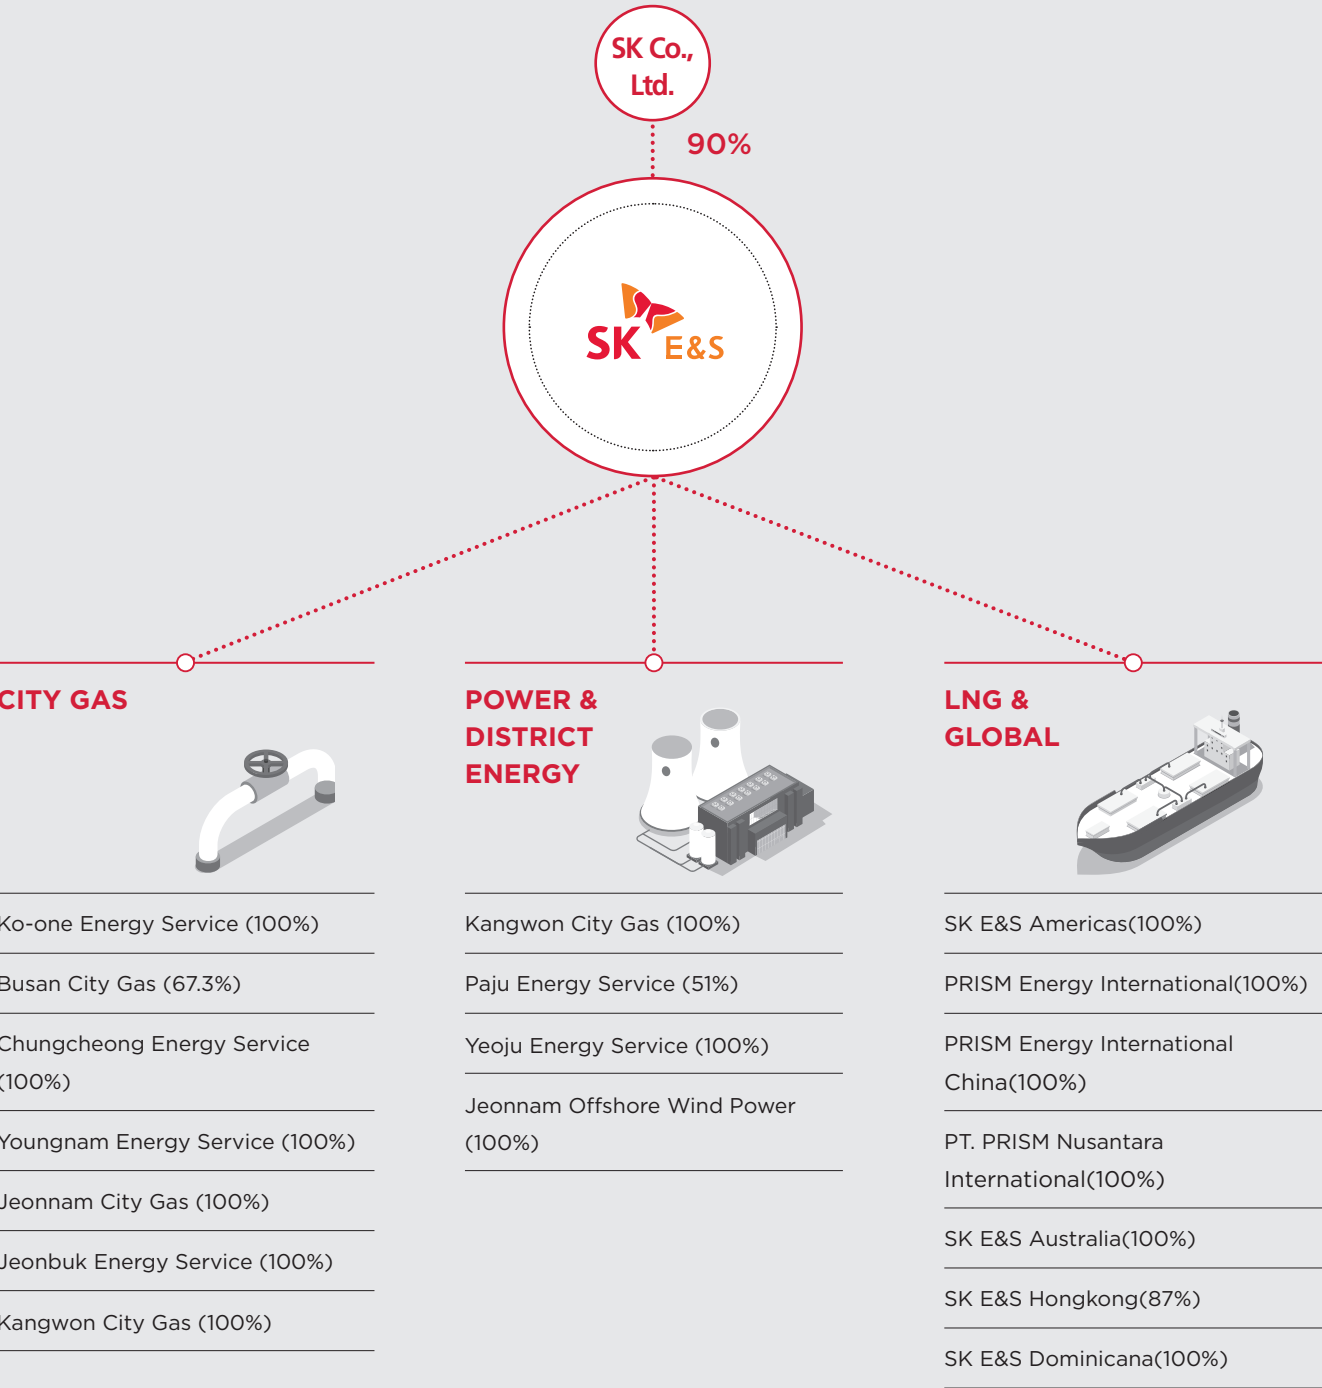 SK Co.,
Ltd.
90%
SK E&S
CITY GAS
Ko-one Energy Service (100%)
Busan City Gas (67.3%)
Chungcheong Energy Service
(100%)
Youngnam Energy Service (100%)
Jeonnam City Gas (100%)
Jeonbuk Energy Service (100%)
Kangwon City Gas (100%)
POWER &
DISTRICT
ENERGY
Kangwon City Gas (100%)
Paju Energy Service (51%)
Yeoju Energy Service (100%)
Jeonnam Offshore Wind Power
(100%)
LNG &
GLOBAL
SK E&S Americas(100%)
PRISM Energy International(100%)
PRISM Energy International
China(100%)
PT. PRISM Nusantara
International(100%)
SK E&S Australia(100%)
SK E&S Hongkong(87%)
SK E&S Dominicana(100%)